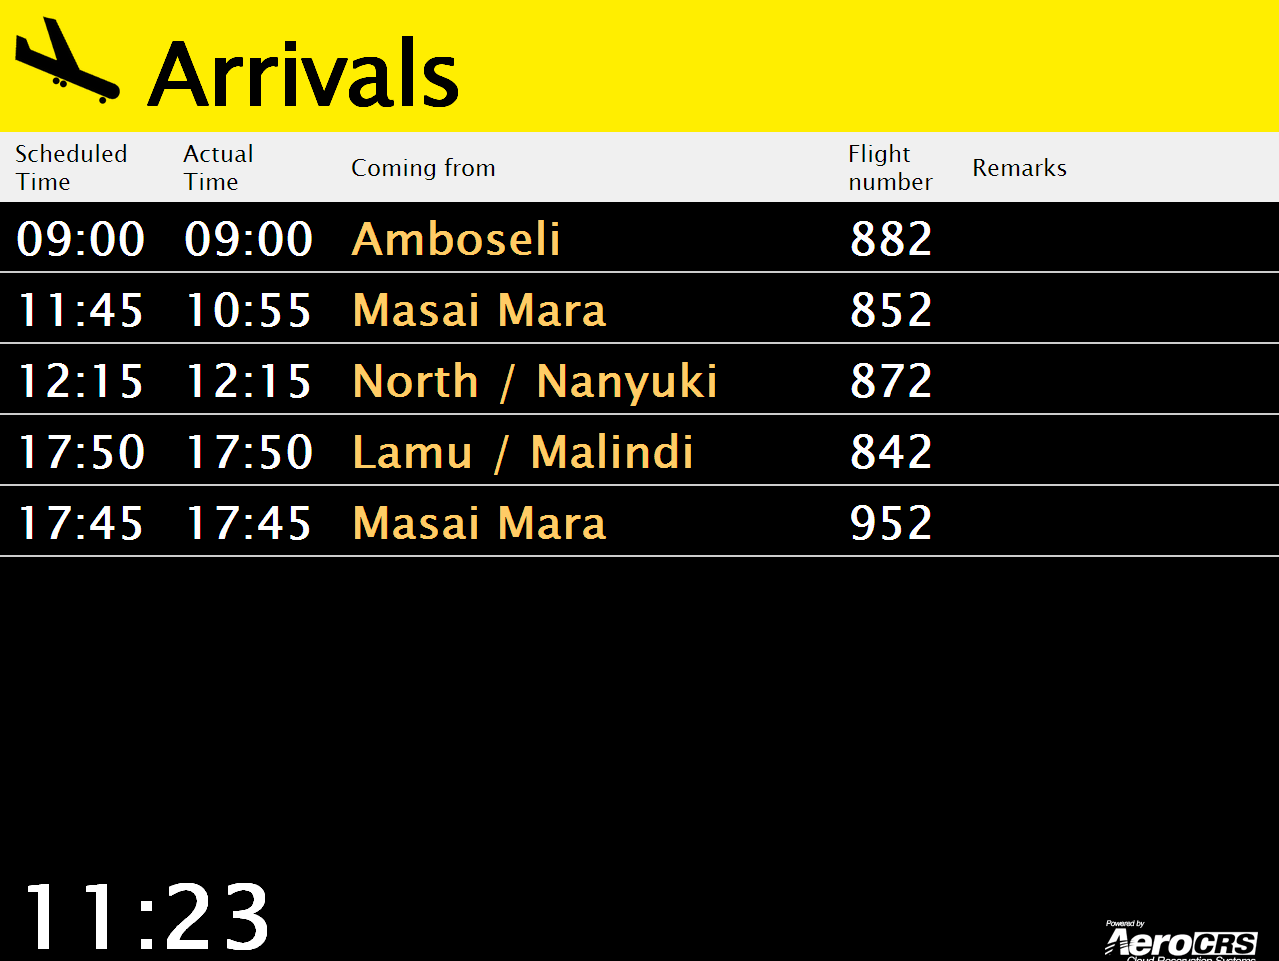 Arrivals
Scheduled Time Actual Time Coming from Flight number Remarks
09:00 09:00 Amboseli 882
11:45 10:55 Masai Mara 852
12:15 12:15 North / Nanyuki 872
17:50 17:50 Lamu / Malindi 842
17:45 17:45 Masai Mara 952
11:23
Powered by
AeroCRS
Cloud Reservation Systems